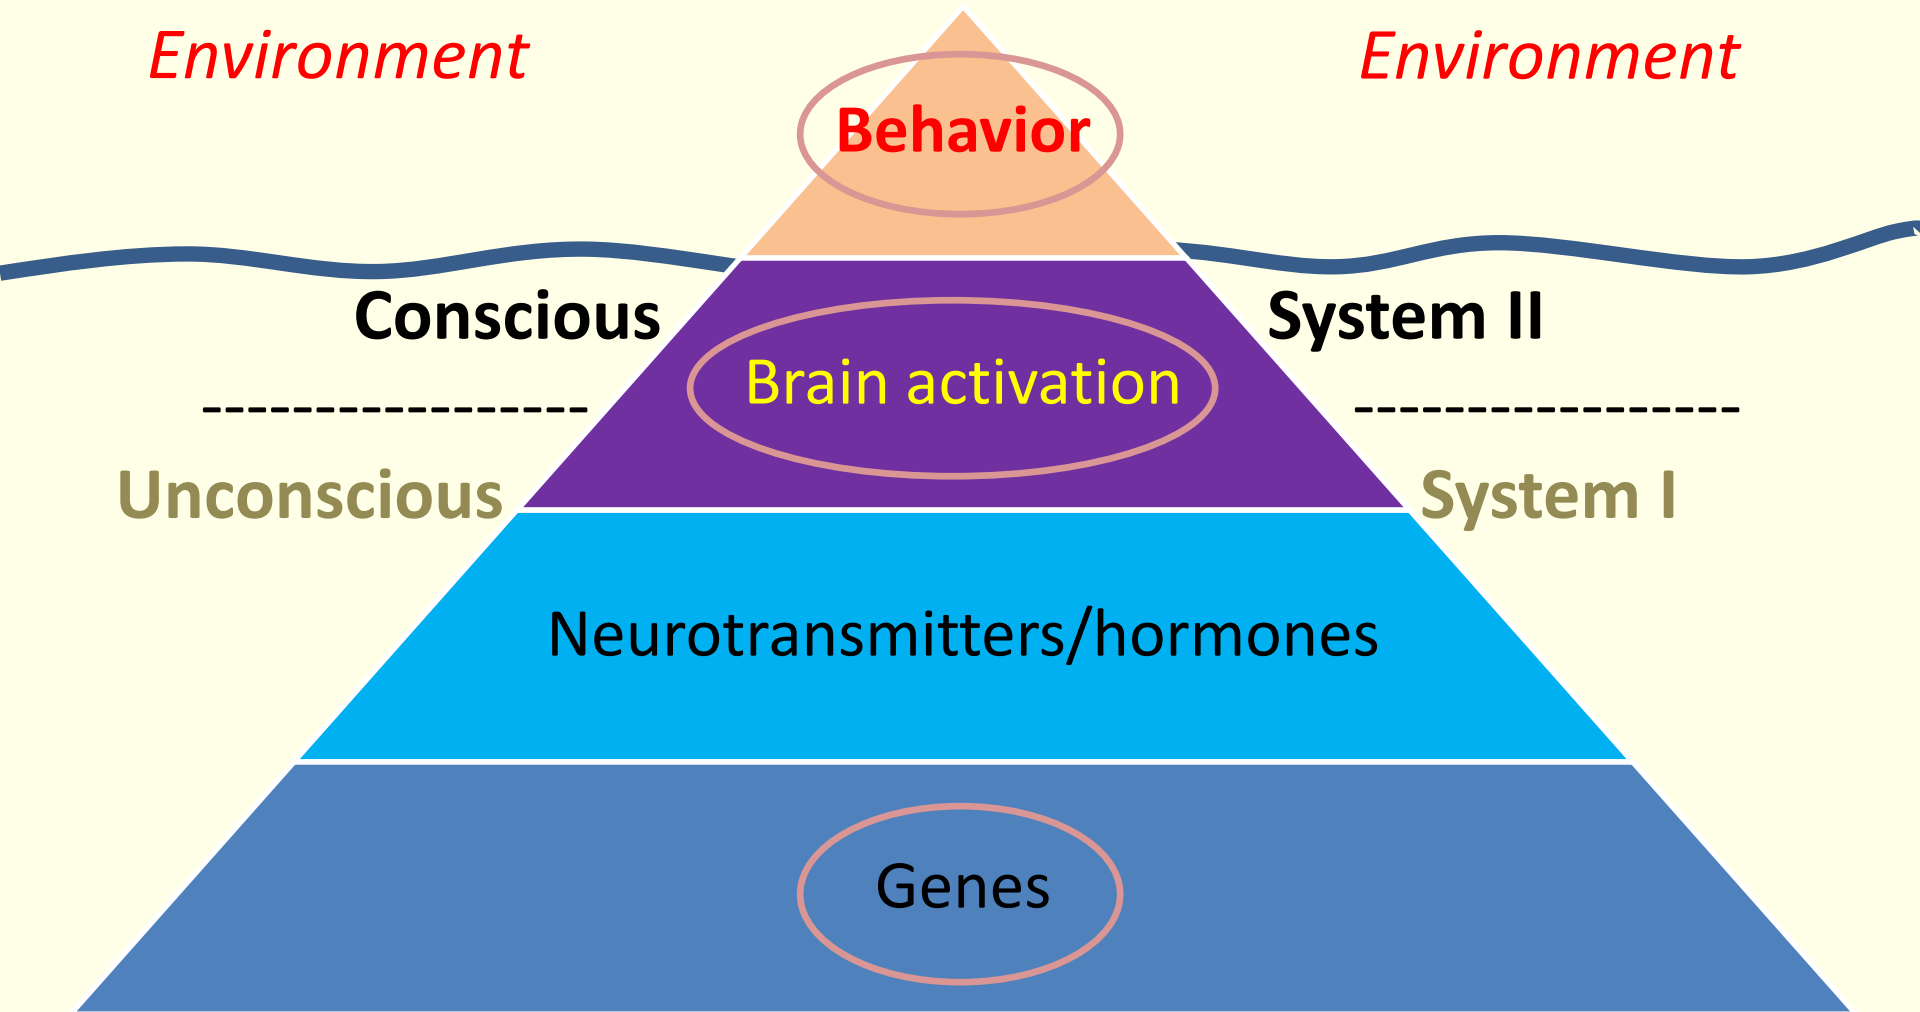 Environment
Environment
Behavior
Conscious
System II
Brain activation
-----------------
-----------------
Unconscious
System I
Neurotransmitters/hormones
Genes